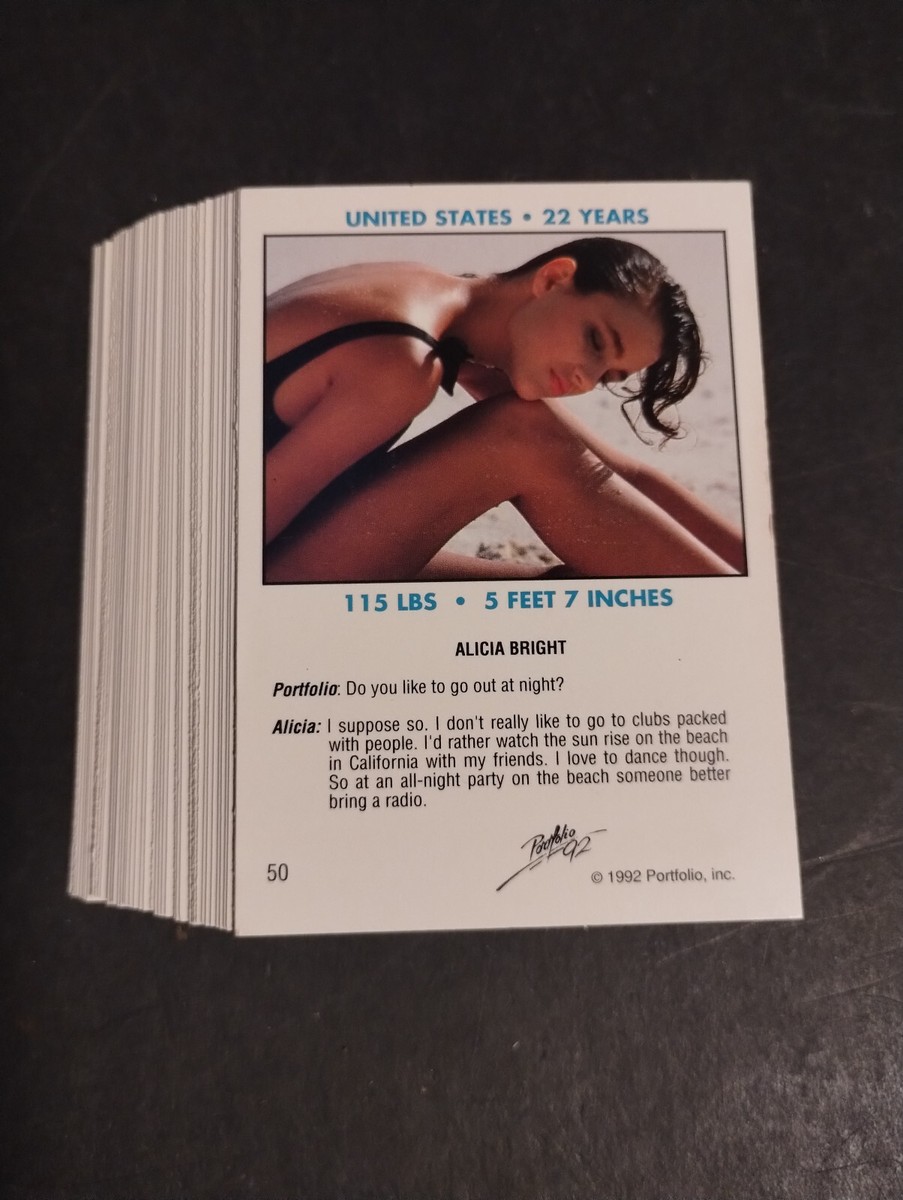 UNITED STATES • 22 YEARS
115 LBS • 5 FEET 7 INCHES
ALICIA BRIGHT
Portfolio: Do you like to go out at night?
Alicia: I suppose so. I don't really like to go to clubs packed
with people. I'd rather watch the sun rise on the beach
in California with my friends. I love to dance though.
So at an all-night party on the beach someone better
bring a radio.
Portfolio
92
50
© 1992 Portfolio, inc.